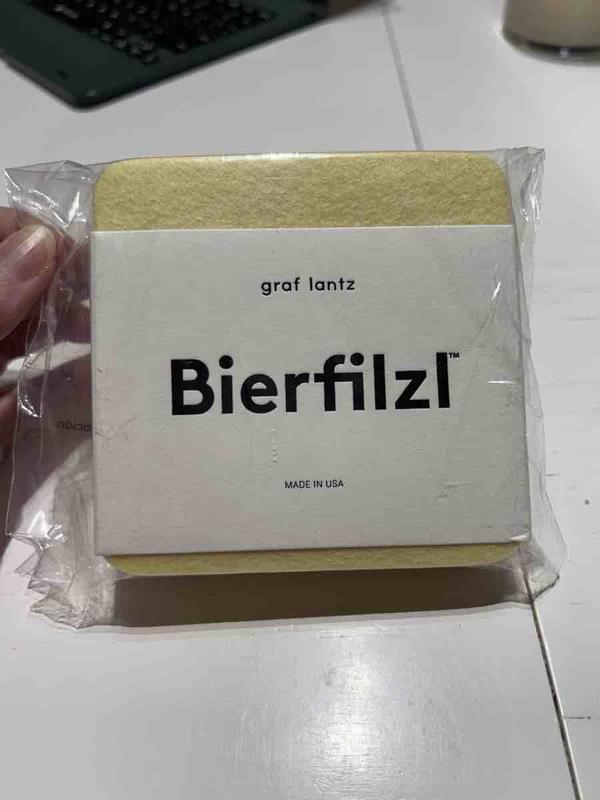 graf lantz
Bierfilzl™
MADE IN USA